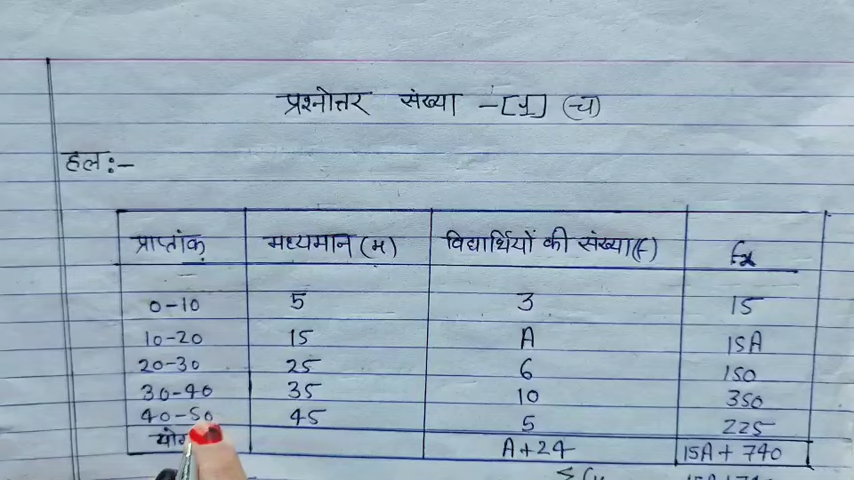 प्रश्नोत्तर संख्या -[1] (च)
हल:-
प्राप्तांक मध्यमान (म) विद्यार्थियों की संख्या(f) fx
0-10 5 3 15
10-20 15 A 15A
20-30 25 6 150
30-40 35 10 350
40-50 45 5 225
A+24 15A + 740